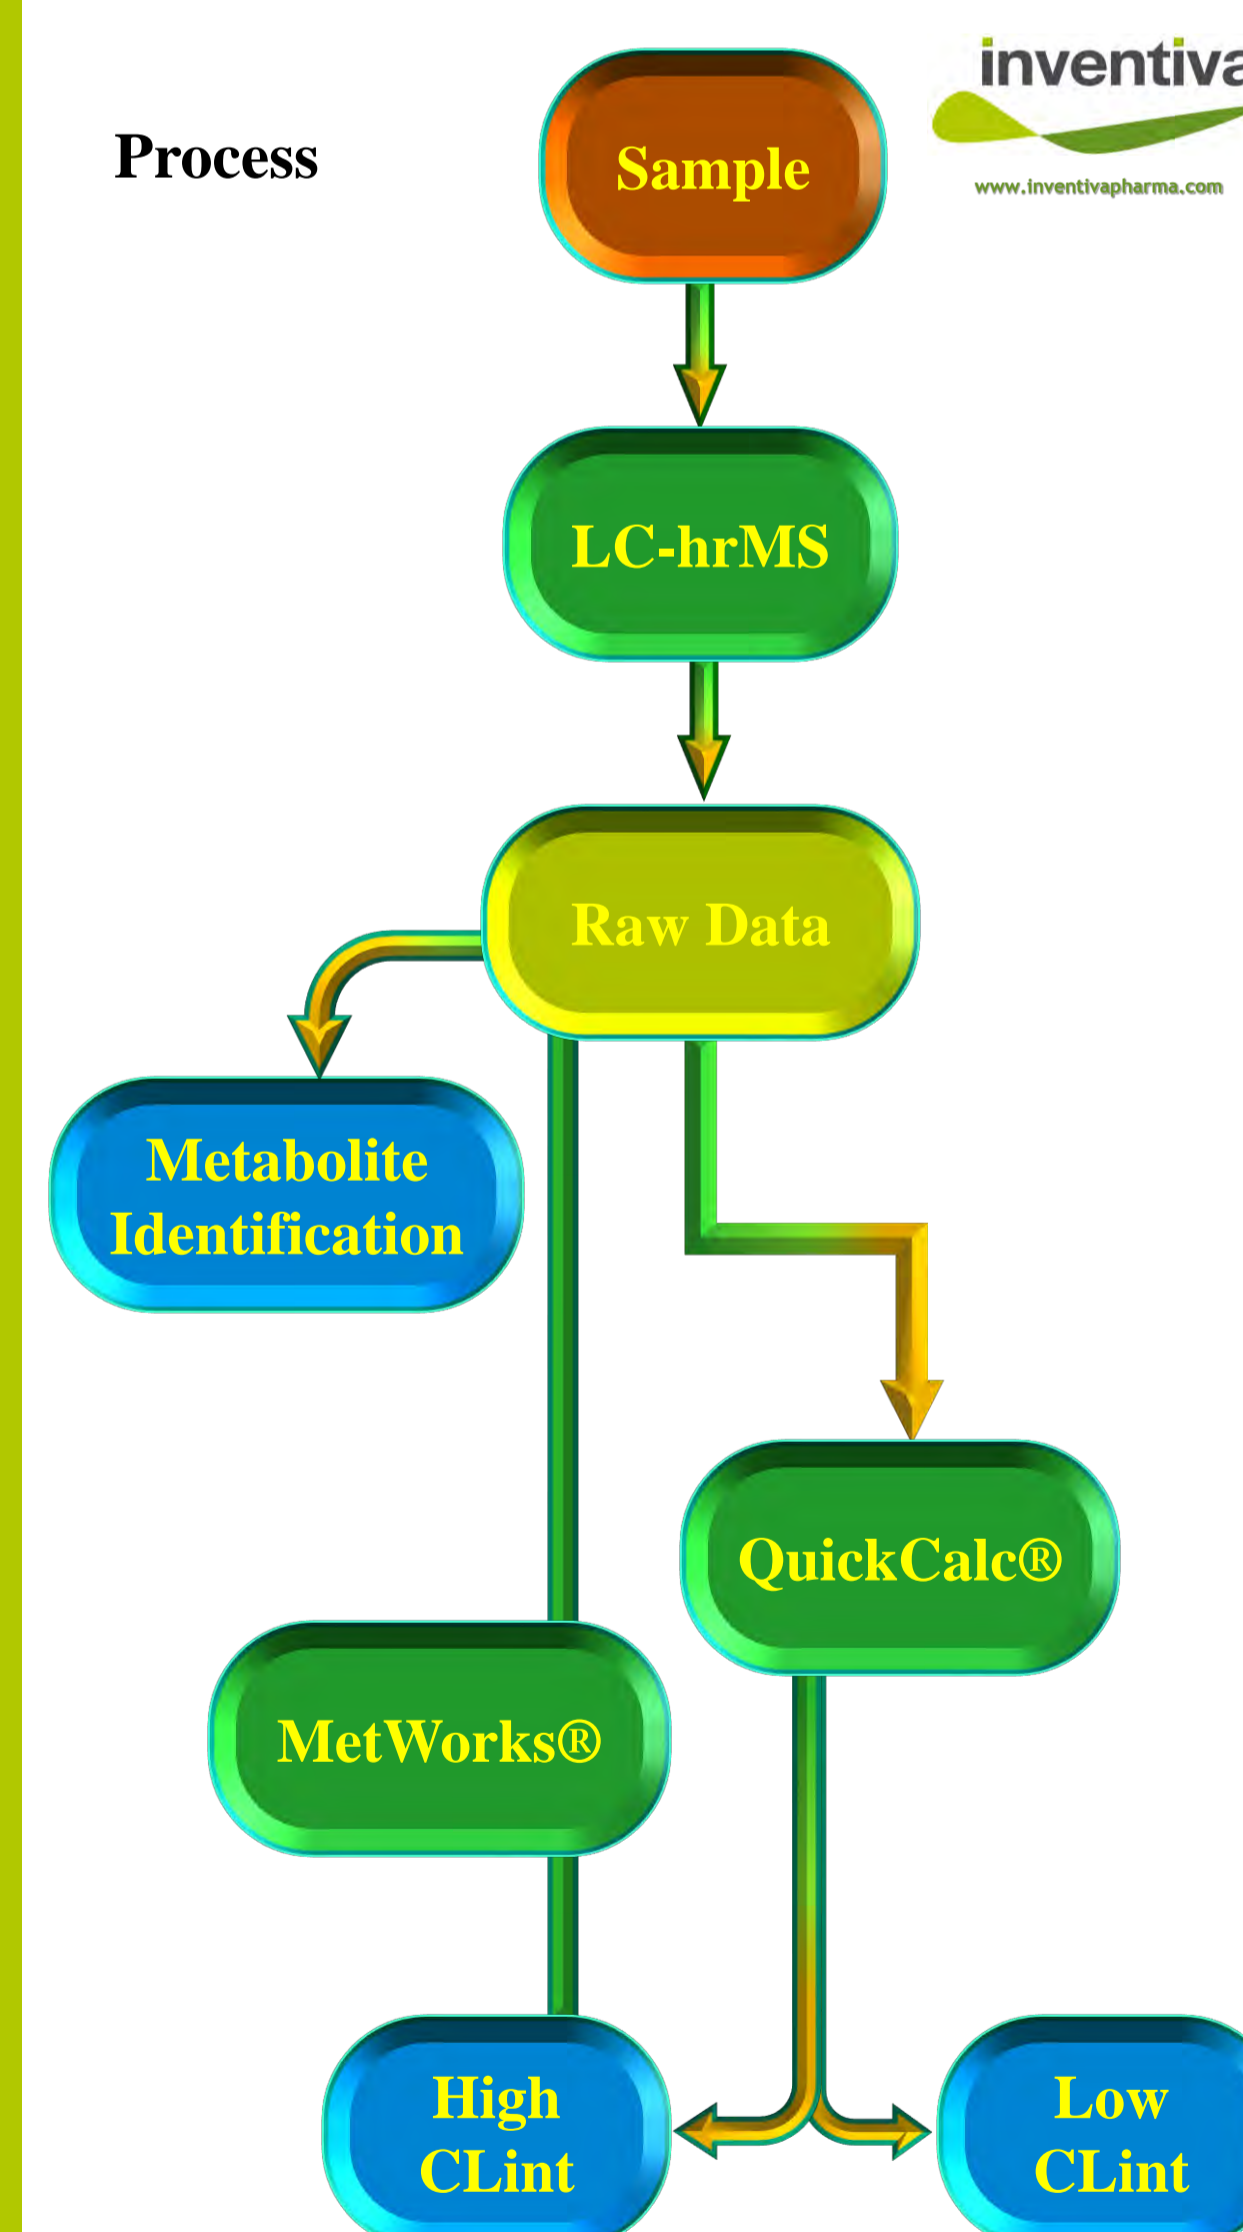 inventiva
Process
Sample
www.inventivapharma.com
LC-hrMS
Raw Data
Metabolite
Identification
QuickCalc®
MetWorks®
High
CLint
Low
CLint